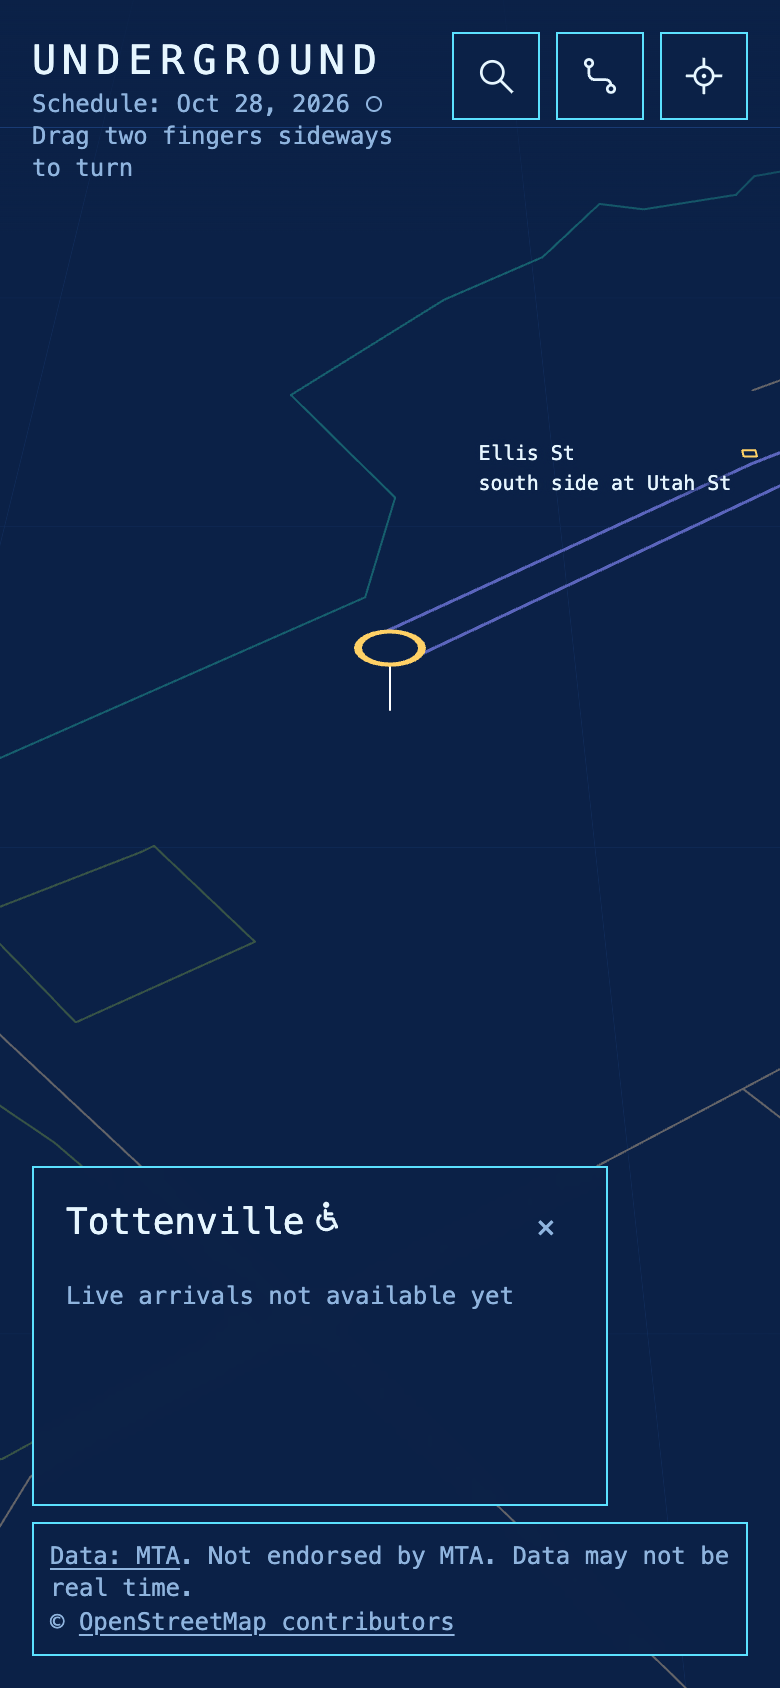 UNDERGROUND
Schedule: Oct 28, 2026
Drag two fingers sideways
to turn
Ellis St
south side at Utah St
Tottenville
×
Live arrivals not available yet
Data: MTA. Not endorsed by MTA. Data may not be
real time.
© OpenStreetMap contributors